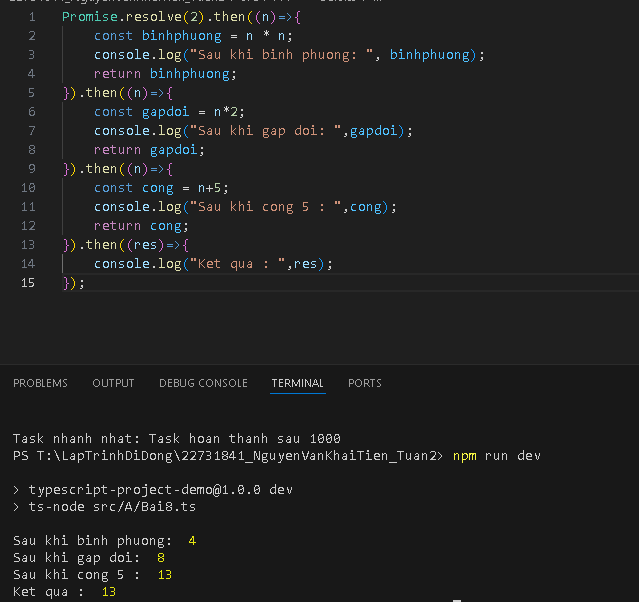 1 Promise.resolve(2).then((n)=>{
2 const binhphuong = n * n;
3 console.log("Sau khi binh phuong: ", binhphuong);
4 return binhphuong;
5 }).then((n)=>{
6 const gapdoi = n*2;
7 console.log("Sau khi gap doi: ",gapdoi);
8 return gapdoi;
9 }).then((n)=>{
10 const cong = n+5;
11 console.log("Sau khi cong 5 : ",cong);
12 return cong;
13 }).then((res)=>{
14 console.log("Ket qua : ",res);
15 });
PROBLEMS OUTPUT DEBUG CONSOLE TERMINAL PORTS
Task nhanh nhat: Task hoan thanh sau 1000
PS T:\LapTrinhDiDong\22731841_NguyenVanKhaiTien_Tuan2> npm run dev
> typescript-project-demo@1.0.0 dev
> ts-node src/A/Bai8.ts
Sau khi binh phuong: 4
Sau khi gap doi: 8
Sau khi cong 5 : 13
Ket qua : 13